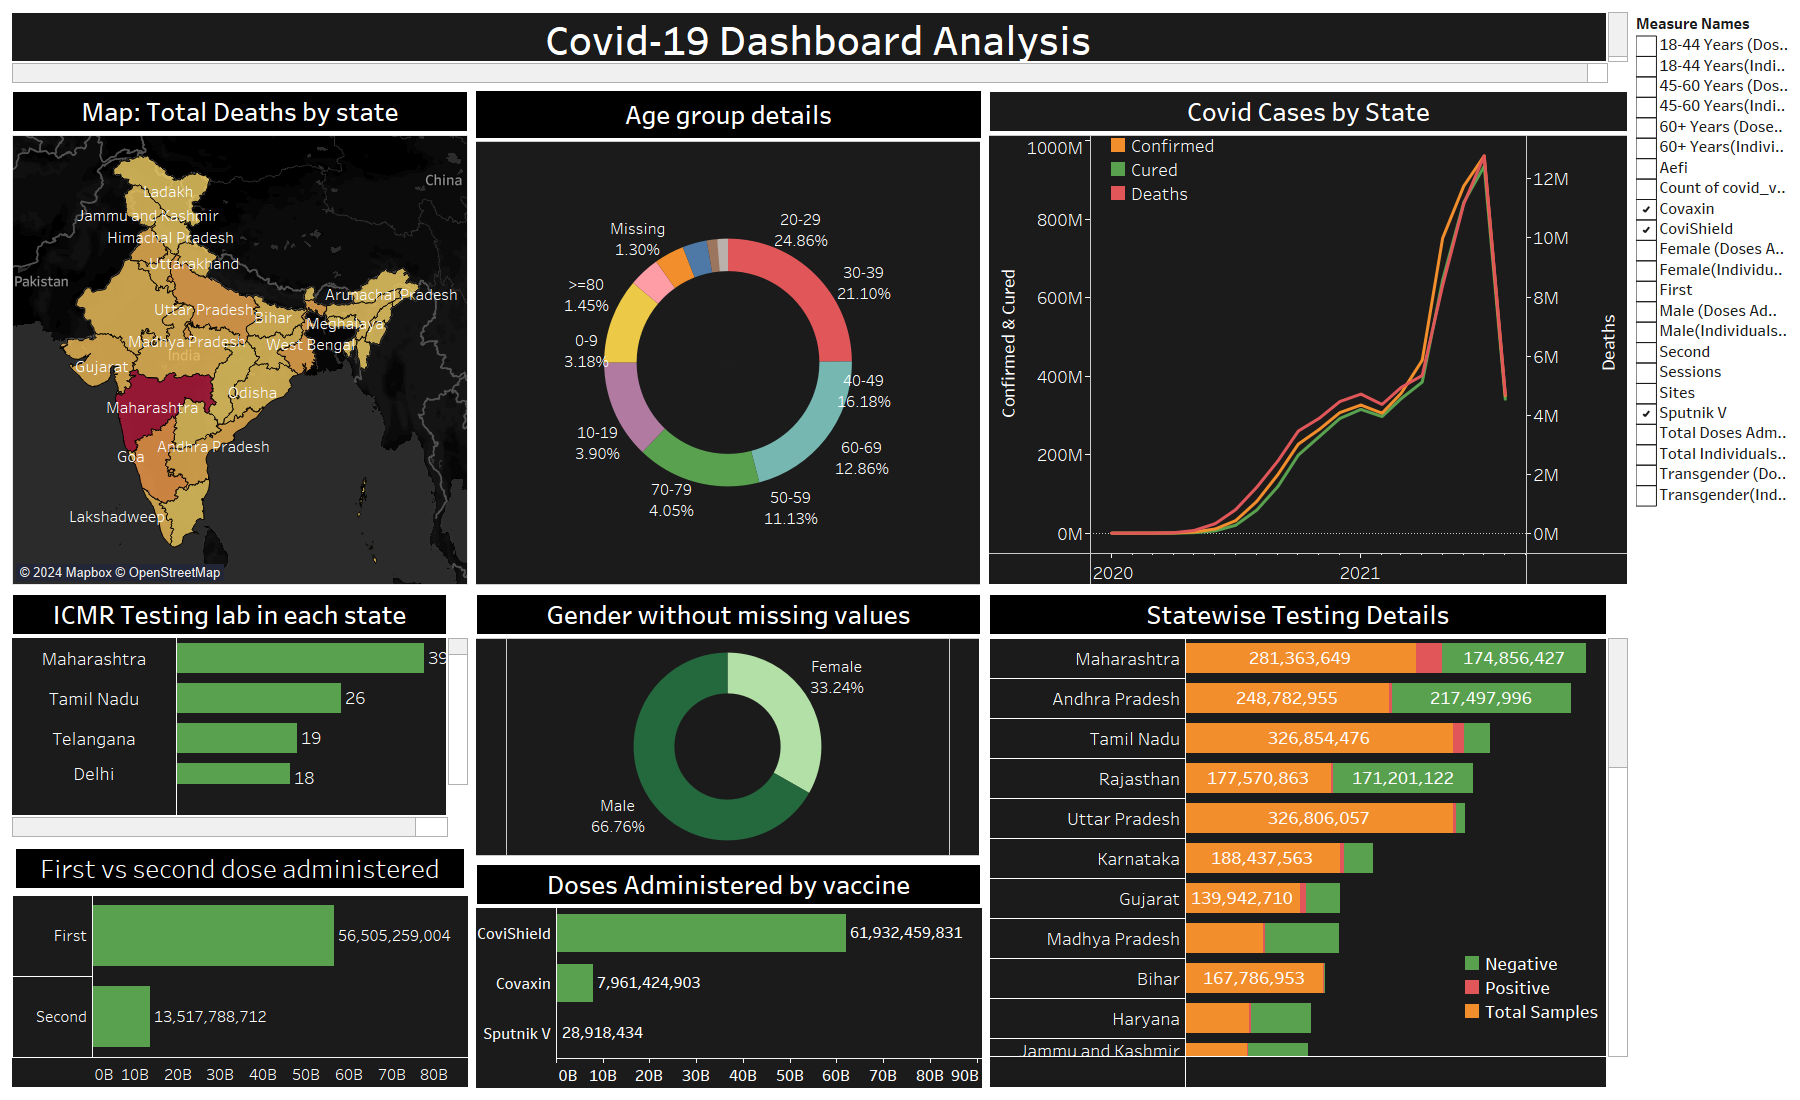 Covid-19 Dashboard Analysis
Measure Names
18-44 Years (Dos..
18-44 Years(Indi..
45-60 Years (Dos..
45-60 Years(Indi..
60+ Years (Dose..
60+ Years(Indivi..
Aefi
Count of covid_v..
Covaxin
CoviShield
Female (Doses A..
Female(Individu..
First
Male (Doses Ad..
Male(Individuals..
Second
Sessions
Sites
Sputnik V
Total Doses Adm..
Total Individuals..
Transgender (Do..
Transgender(Ind..
Map: Total Deaths by state
China
Ladakh
Jammu and Kashmir
Himachal Pradesh
Uttarakhand
Pakistan
Arunachal Pradesh
Uttar Pradesh
Bihar
Meghalaya
Madhya Pradesh
West Bengal
India
Gujarat
Odisha
Maharashtra
Andhra Pradesh
Goa
Lakshadweep
© 2024 Mapbox © OpenStreetMap
Age group details
20-29
24.86%
Missing
1.30%
30-39
21.10%
>=80
1.45%
0-9
3.18%
40-49
16.18%
10-19
3.90%
60-69
12.86%
70-79
4.05%
50-59
11.13%
Covid Cases by State
Confirmed
Cured
Deaths
1000M
800M
600M
400M
200M
0M
Confirmed & Cured
12M
10M
8M
6M
4M
2M
0M
Deaths
2020
2021
ICMR Testing lab in each state
Maharashtra 39
Tamil Nadu 26
Telangana 19
Delhi 18
Gender without missing values
Female
33.24%
Male
66.76%
Statewise Testing Details
Maharashtra 281,363,649 174,856,427
Andhra Pradesh 248,782,955 217,497,996
Tamil Nadu 326,854,476
Rajasthan 177,570,863 171,201,122
Uttar Pradesh 326,806,057
Karnataka 188,437,563
Gujarat 139,942,710
Madhya Pradesh
Bihar 167,786,953
Haryana
Jammu and Kashmir
Negative
Positive
Total Samples
First vs second dose administered
First 56,505,259,004
Second 13,517,788,712
0B 10B 20B 30B 40B 50B 60B 70B 80B
Doses Administered by vaccine
CoviShield 61,932,459,831
Covaxin 7,961,424,903
Sputnik V 28,918,434
0B 10B 20B 30B 40B 50B 60B 70B 80B 90B